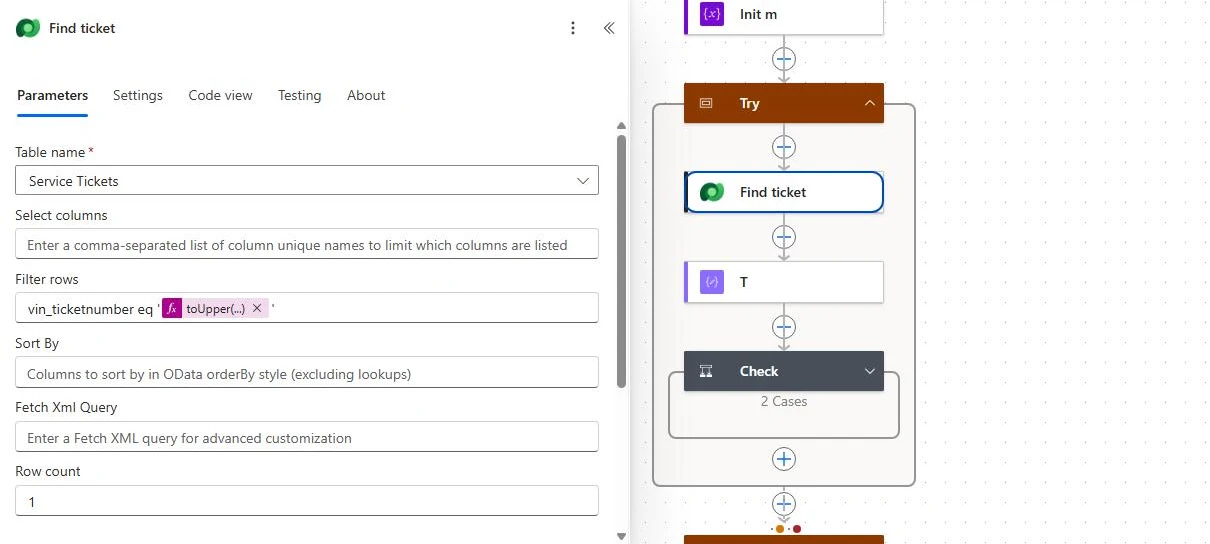 Find ticket
Parameters
Settings
Code view
Testing
About
Table name *
Service Tickets
Select columns
Enter a comma-separated list of column unique names to limit which columns are listed
Filter rows
vin_ticketnumber eq ' fx toUpper(...) × '
Sort By
Columns to sort by in OData orderBy style (excluding lookups)
Fetch Xml Query
Enter a Fetch XML query for advanced customization
Row count
1
{x} Init m
Try
Find ticket
T
Check
2 Cases